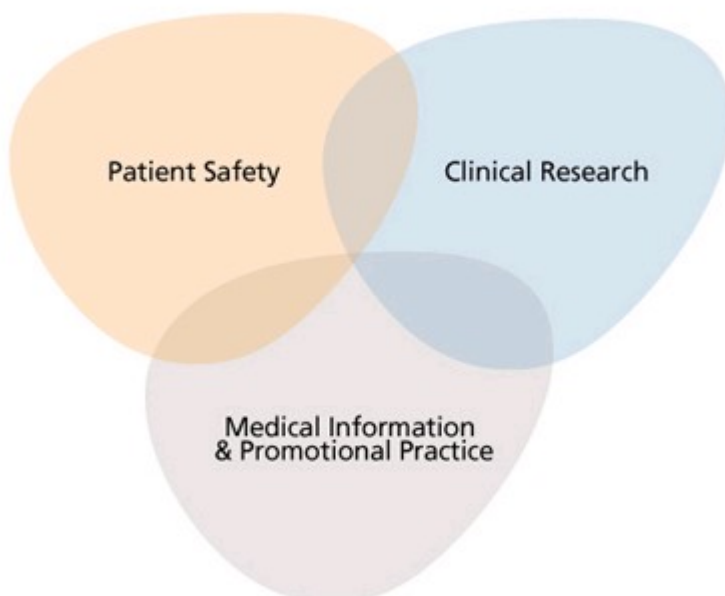 Patient Safety
Clinical Research
Medical Information
& Promotional Practice